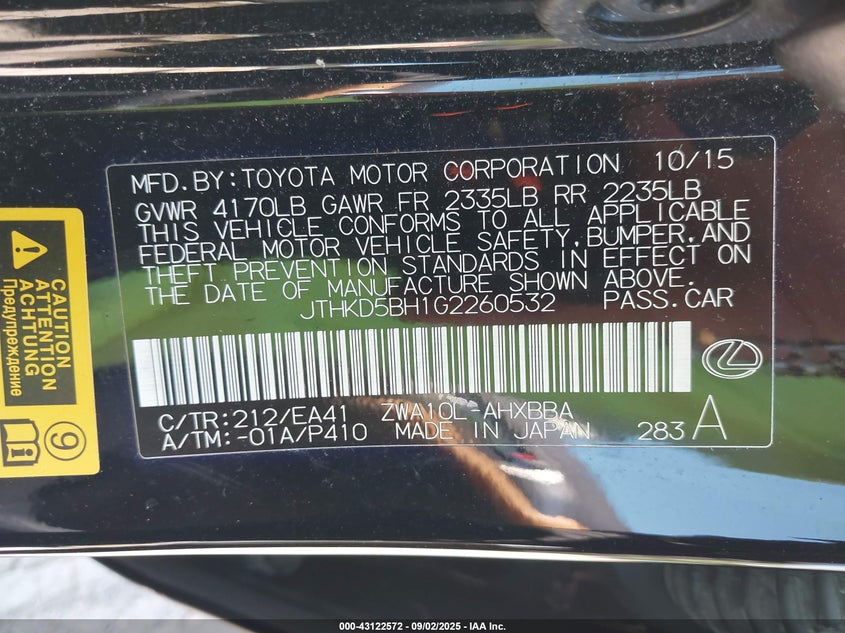 MFD.BY:TOYOTA MOTOR CORPORATION 10/15
GVWR 4170LB GAWR FR 2335LB RR 2235LB
THIS VEHICLE CONFORMS TO ALL APPLICABLE
FEDERAL MOTOR VEHICLE SAFETY,BUMPER,AND
THEFT PREVENTION STANDARDS IN EFFECT ON
THE DATE OF MANUFACTURE SHOWN ABOVE.
JTHKD5BH1G2260532 PASS.CAR
C/TR:212/EA41 ZWA10L-AHXBBA
A/TM:-01A/P410 MADE IN JAPAN 283 A
CAUTION
ATTENTION
ACHTUNG
Предупреждение
9
000-43122572 - 09/02/2025 - IAA Inc.